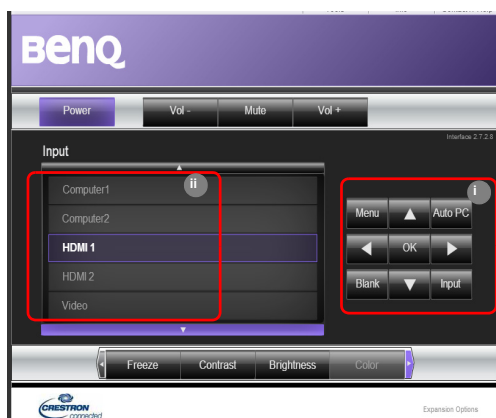 BenQ
Power Vol - Mute Vol +
Interface 2.7.2.8
Input
i
ii
Computer1
Computer2
HDMI 1
HDMI 2
Video
Menu Auto PC
OK
Blank Input
Freeze Contrast Brightness Color
CRESTRON
connected
Expansion Options